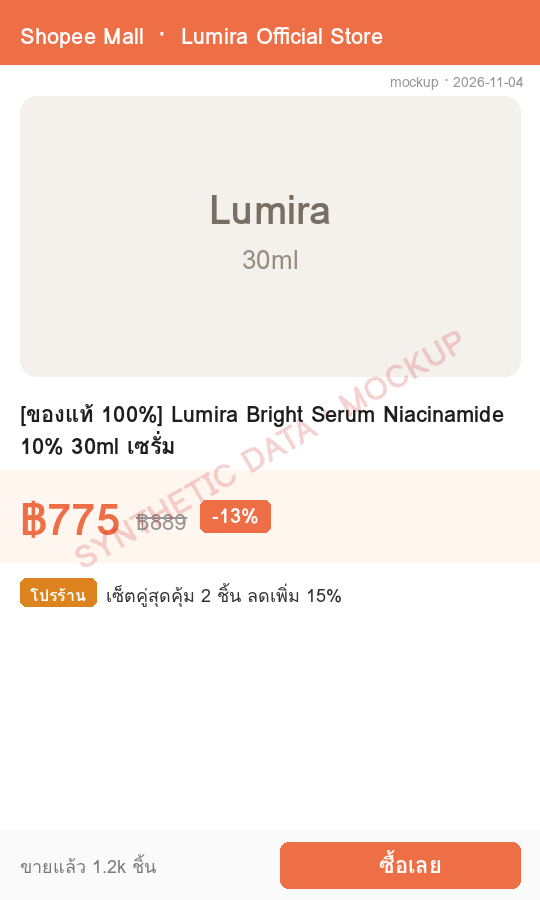 Shopee Mall · Lumira Official Store
mockup · 2026-11-04
Lumira
30ml
[ของแท้ 100%] Lumira Bright Serum Niacinamide
10% 30ml เซรั่ม
฿775 ฿889 -13%
โปรร้าน เซ็ตคู่สุดคุ้ม 2 ชิ้น ลดเพิ่ม 15%
SYNTHETIC DATA · MOCKUP
ขายแล้ว 1.2k ชิ้น ซื้อเลย